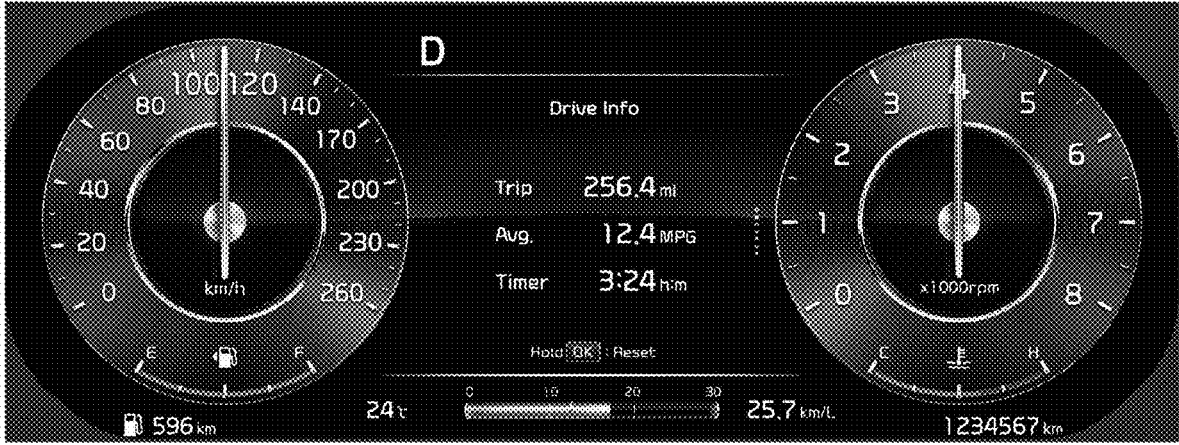 D
Drive Info
Trip 256.4 mi
Avg. 12.4 MPG
Timer 3:24 h:m
Hold OK : Reset
0 10 20 30
24℃
25.7 km/L
0 20 40 60 80 100 120 140 170 200 230 260
km/h
E F
596 km
0 1 2 3 4 5 6 7 8
x1000rpm
C H
1234567 km